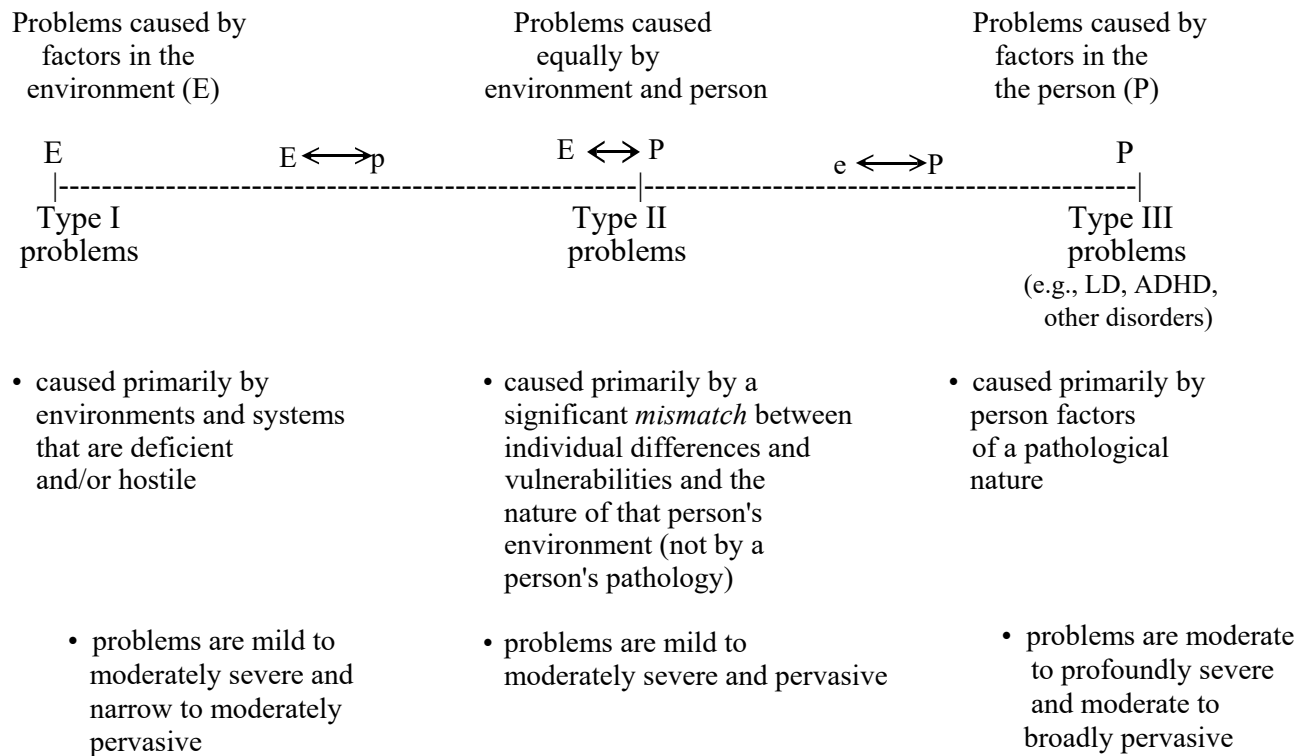 Problems caused by
factors in the
environment (E)
Problems caused
equally by
environment and person
Problems caused by
factors in the
the person (P)
E
E ⟷ p
E ⟷ P
e ⟷ P
P
|--------------------------------------------------|------------------------------------------|
Type I
problems
Type II
problems
Type III
problems
(e.g., LD, ADHD,
other disorders)
• caused primarily by
environments and systems
that are deficient
and/or hostile
• caused primarily by a
significant mismatch between
individual differences and
vulnerabilities and the
nature of that person's
environment (not by a
person's pathology)
• caused primarily by
person factors
of a pathological
nature
• problems are mild to
moderately severe and
narrow to moderately
pervasive
• problems are mild to
moderately severe and pervasive
• problems are moderate
to profoundly severe
and moderate to
broadly pervasive